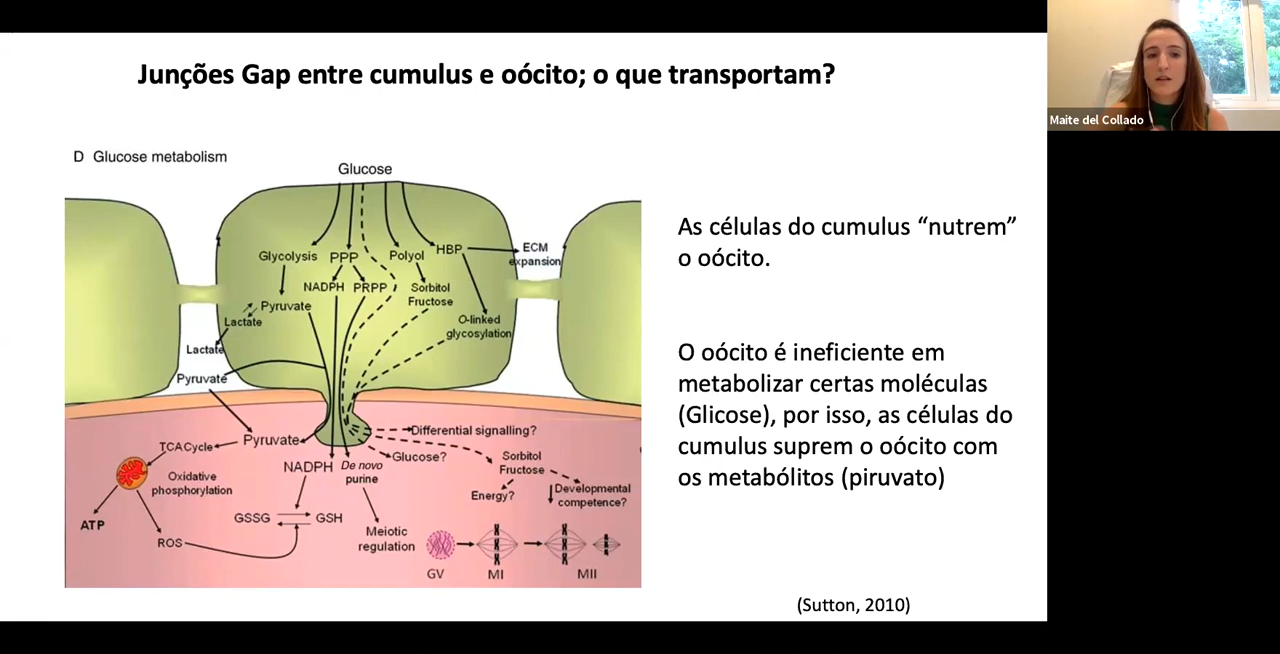 Junções Gap entre cumulus e oócito; o que transportam?
Maite del Collado
D Glucose metabolism
Glucose
Glycolysis
PPP
Polyol
HBP
ECM
expansion
NADPH
PRPP
Sorbitol
Fructose
Pyruvate
Lactate
O-linked
glycosylation
Lactate
Pyruvate
Pyruvate
TCA Cycle
Oxidative
phosphorylation
ATP
ROS
NADPH
De novo
purine
GSSG
GSH
Meiotic
regulation
Differential signalling?
Glucose?
Sorbitol
Fructose
Energy?
Developmental
competence?
GV
MI
MII
As células do cumulus “nutrem”
o oócito.
O oócito é ineficiente em
metabolizar certas moléculas
(Glicose), por isso, as células do
cumulus suprem o oócito com
os metabólitos (piruvato)
(Sutton, 2010)